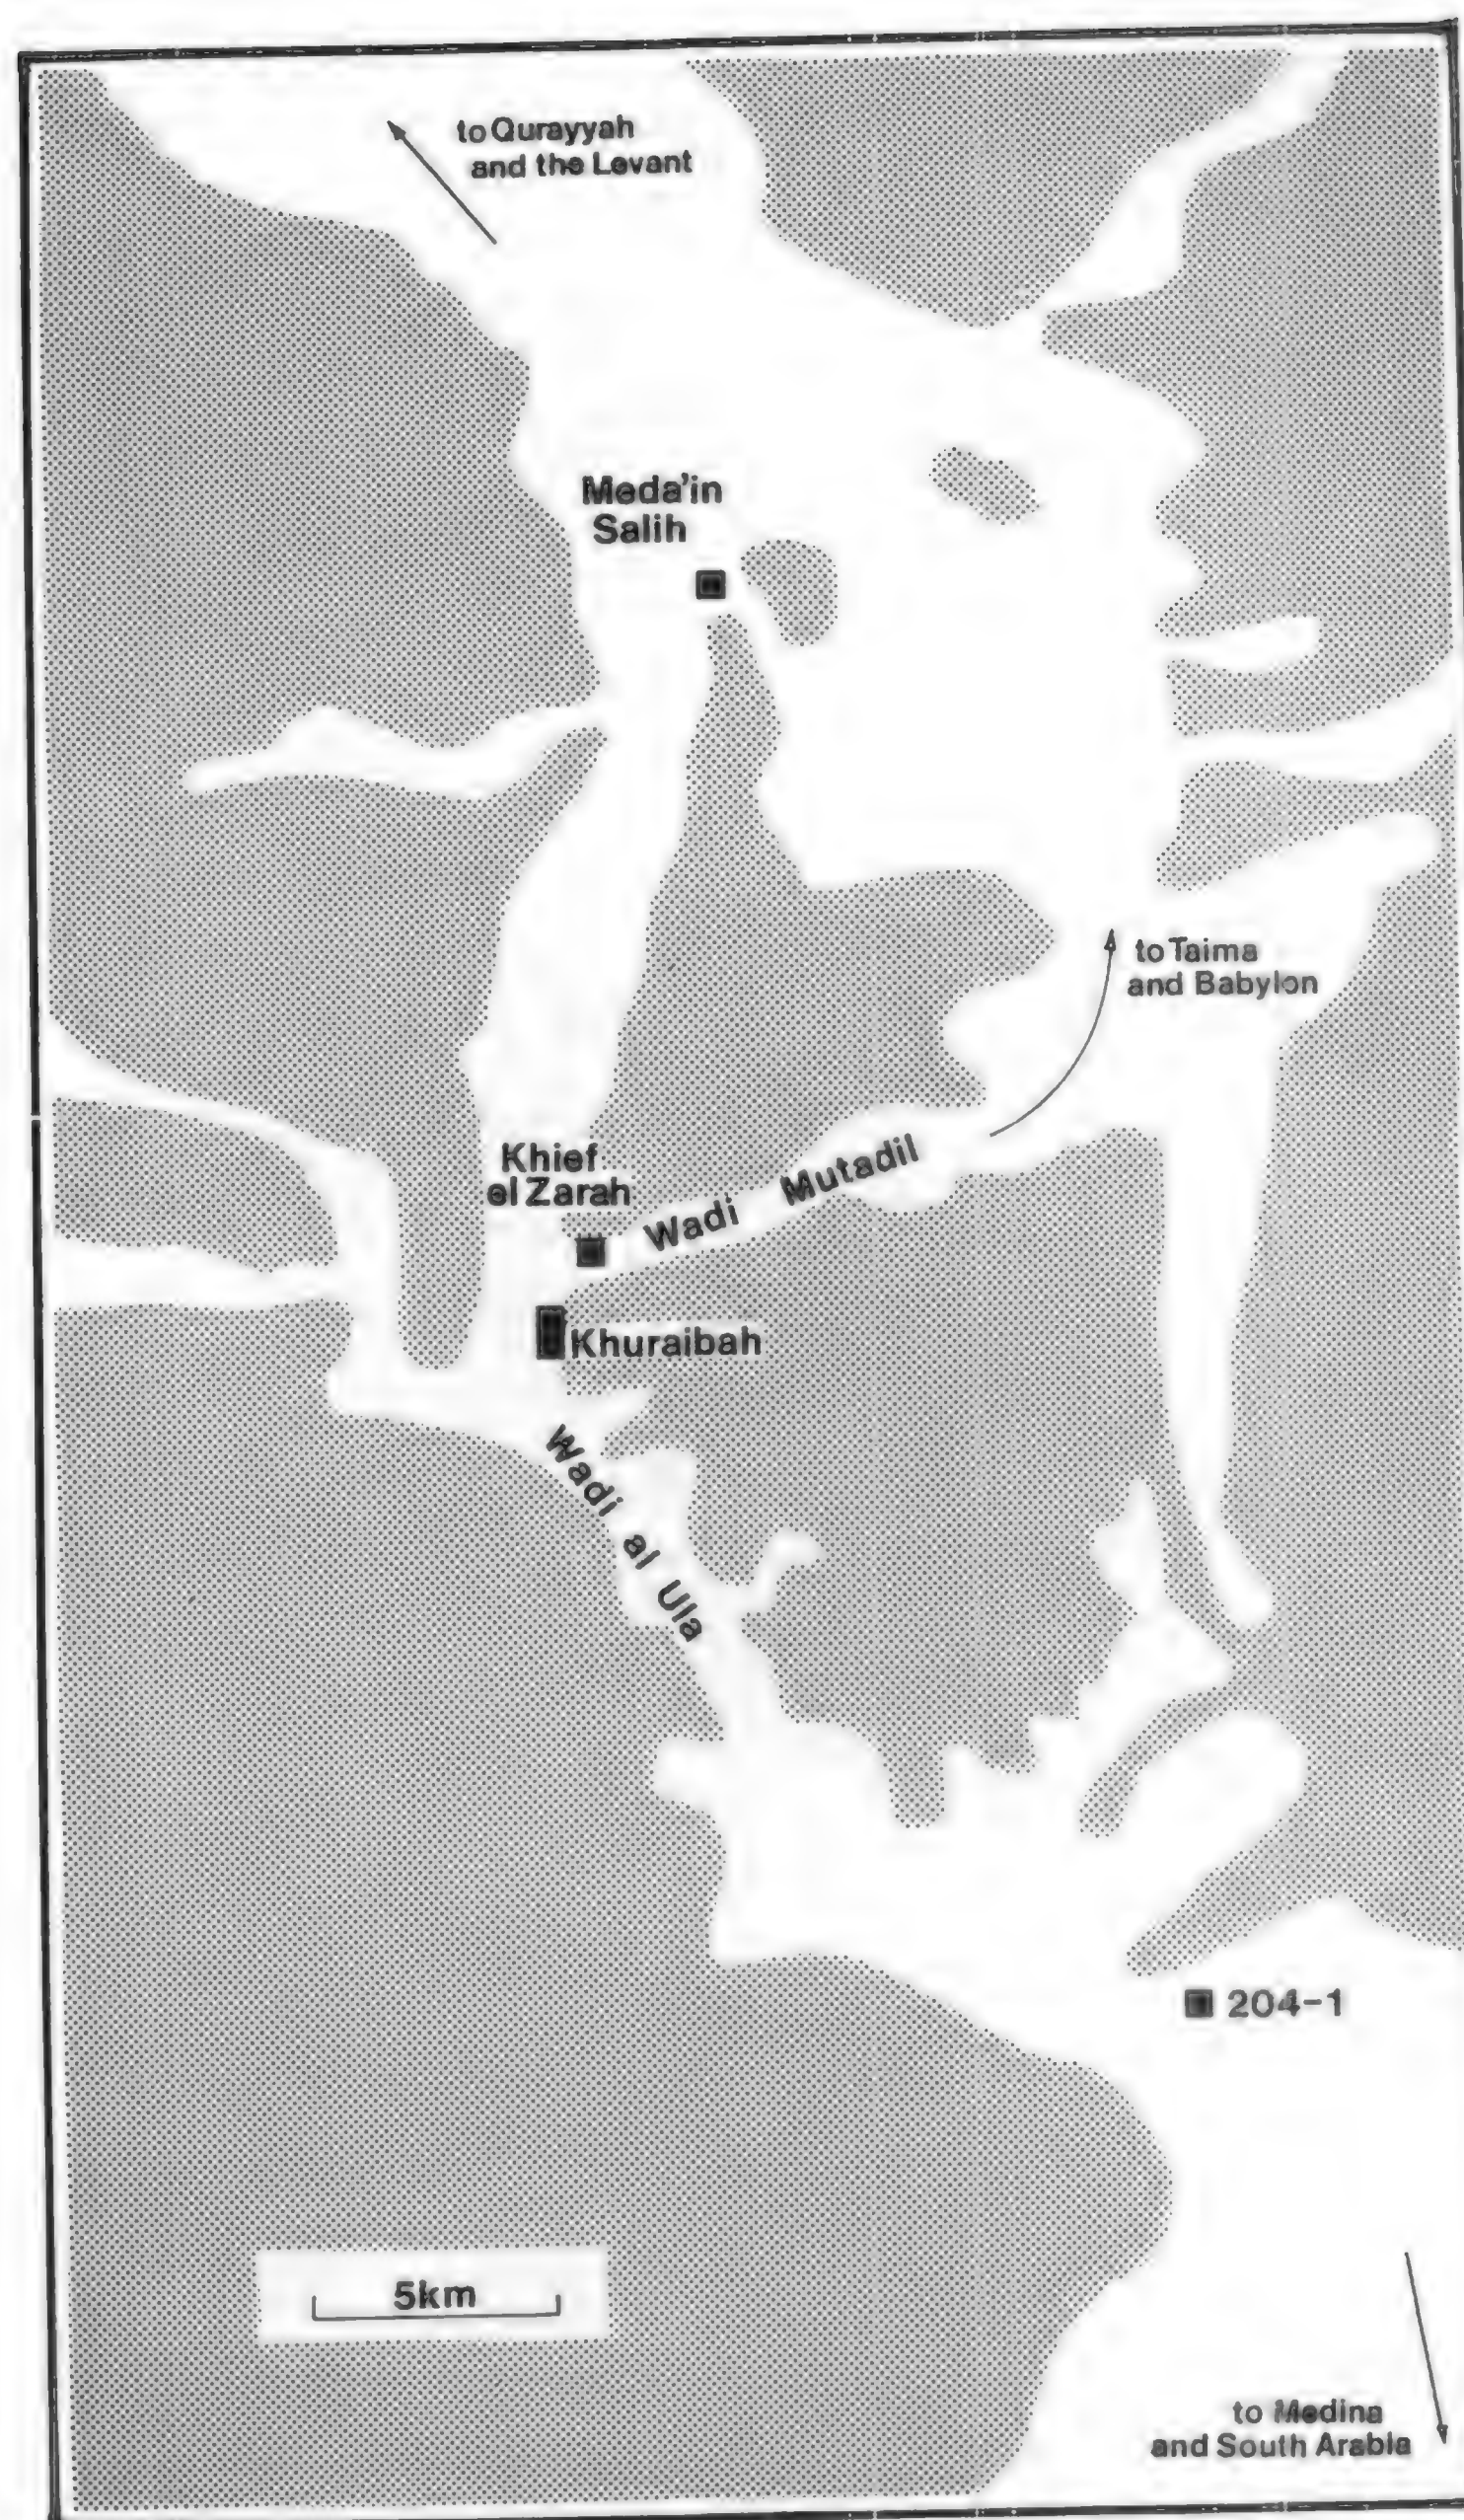 to Qurayyah
and the Levant
Meda'in
Salih
to Taima
and Babylon
Khief
el Zarah
Wadi Mutadil
Khuraibah
Wadi al Ula
204-1
5km
to Medina
and South Arabia